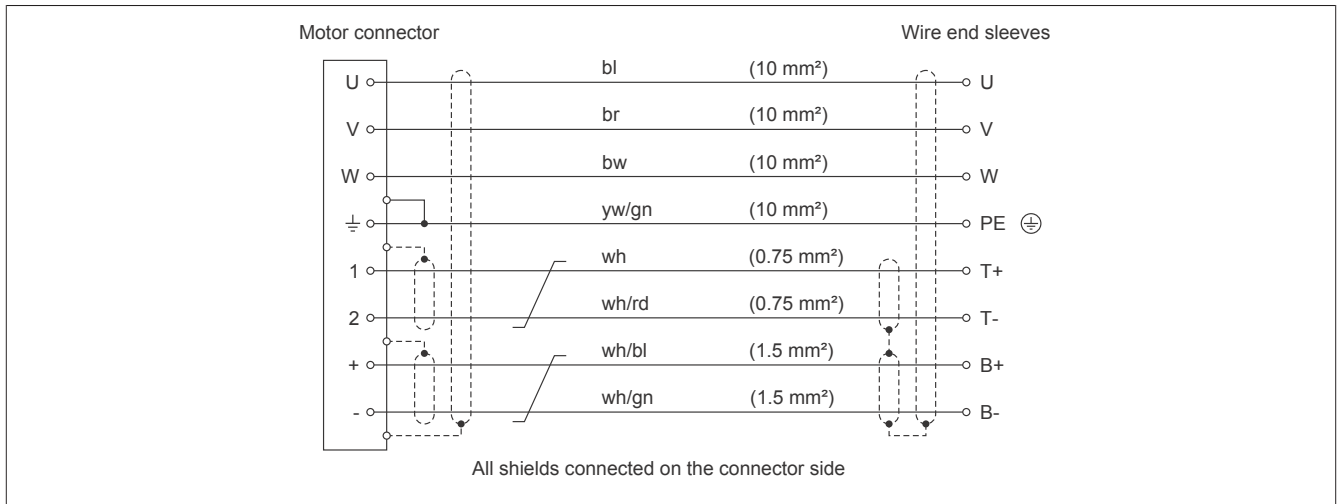 Motor connector Wire end sleeves
U bl (10 mm²) U
V br (10 mm²) V
W bw (10 mm²) W
yw/gn (10 mm²) PE
1 wh (0.75 mm²) T+
2 wh/rd (0.75 mm²) T-
+ wh/bl (1.5 mm²) B+
- wh/gn (1.5 mm²) B-
All shields connected on the connector side